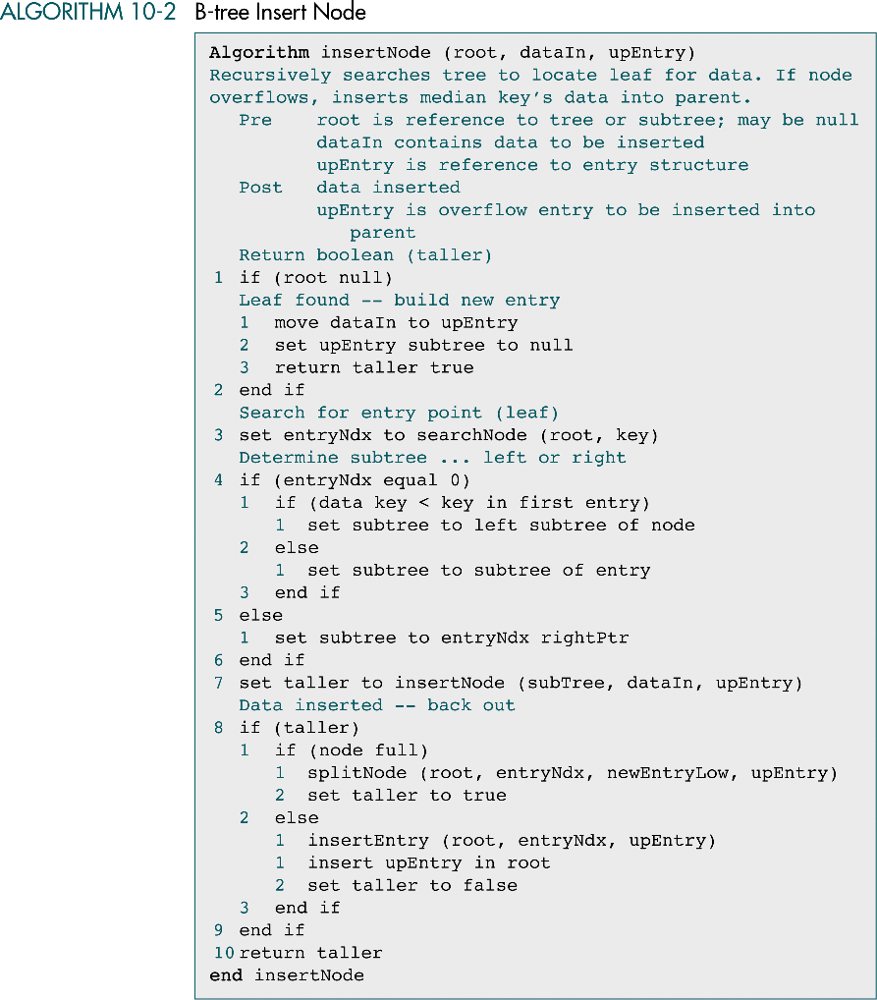 ALGORITHM 10-2 B-tree Insert Node
Algorithm insertNode (root, dataIn, upEntry)
Recursively searches tree to locate leaf for data. If node
overflows, inserts median key's data into parent.
Pre root is reference to tree or subtree; may be null
dataIn contains data to be inserted
upEntry is reference to entry structure
Post data inserted
upEntry is overflow entry to be inserted into
parent
Return boolean (taller)
1 if (root null)
Leaf found -- build new entry
1 move dataIn to upEntry
2 set upEntry subtree to null
3 return taller true
2 end if
Search for entry point (leaf)
3 set entryNdx to searchNode (root, key)
Determine subtree ... left or right
4 if (entryNdx equal 0)
1 if (data key < key in first entry)
1 set subtree to left subtree of node
2 else
1 set subtree to subtree of entry
3 end if
5 else
1 set subtree to entryNdx rightPtr
6 end if
7 set taller to insertNode (subTree, dataIn, upEntry)
Data inserted -- back out
8 if (taller)
1 if (node full)
1 splitNode (root, entryNdx, newEntryLow, upEntry)
2 set taller to true
2 else
1 insertEntry (root, entryNdx, upEntry)
1 insert upEntry in root
2 set taller to false
3 end if
9 end if
10 return taller
end insertNode